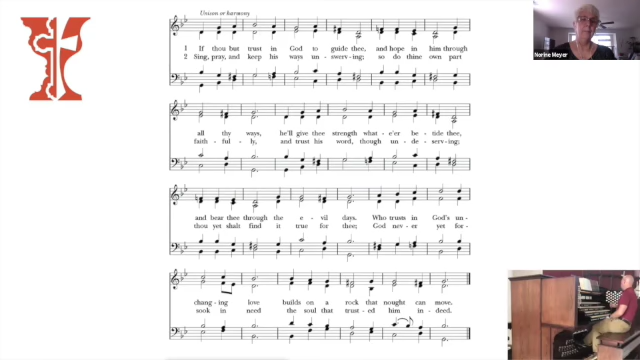 Unison or harmony
1 If thou but trust in God to guide thee, and hope in him through
2 Sing, pray, and keep his ways un - swerv - ing; so do thine own part
all thy ways, he'll give thee strength what - e'er be - tide thee,
faith - ful - ly, and trust his word, though un - de - serv - ing;
and bear thee through the e - vil days. Who trusts in God's un -
thou yet shalt find it true for thee; God nev - er yet for -
chang - ing love builds on a rock that nought can move.
sook in need the soul that trust - ed him in - deed.
Norine Meyer